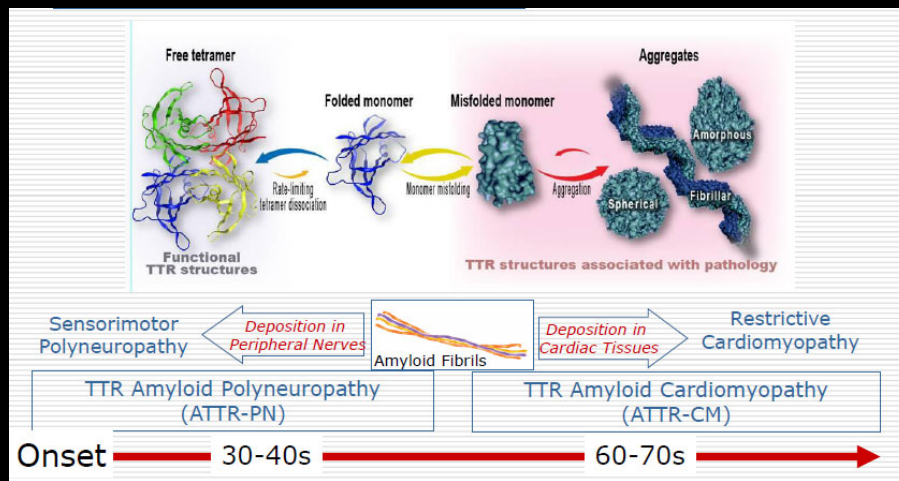 Free tetramer
Folded monomer
Misfolded monomer
Aggregates
Rate-limiting
tetramer dissociation
Monomer misfolding
Aggregation
Amorphous
Spherical
Fibrillar
Functional
TTR structures
TTR structures associated with pathology
Sensorimotor
Polyneuropathy
Deposition in
Peripheral Nerves
Amyloid Fibrils
Deposition in
Cardiac Tissues
Restrictive
Cardiomyopathy
TTR Amyloid Polyneuropathy
(ATTR-PN)
TTR Amyloid Cardiomyopathy
(ATTR-CM)
Onset
30-40s
60-70s